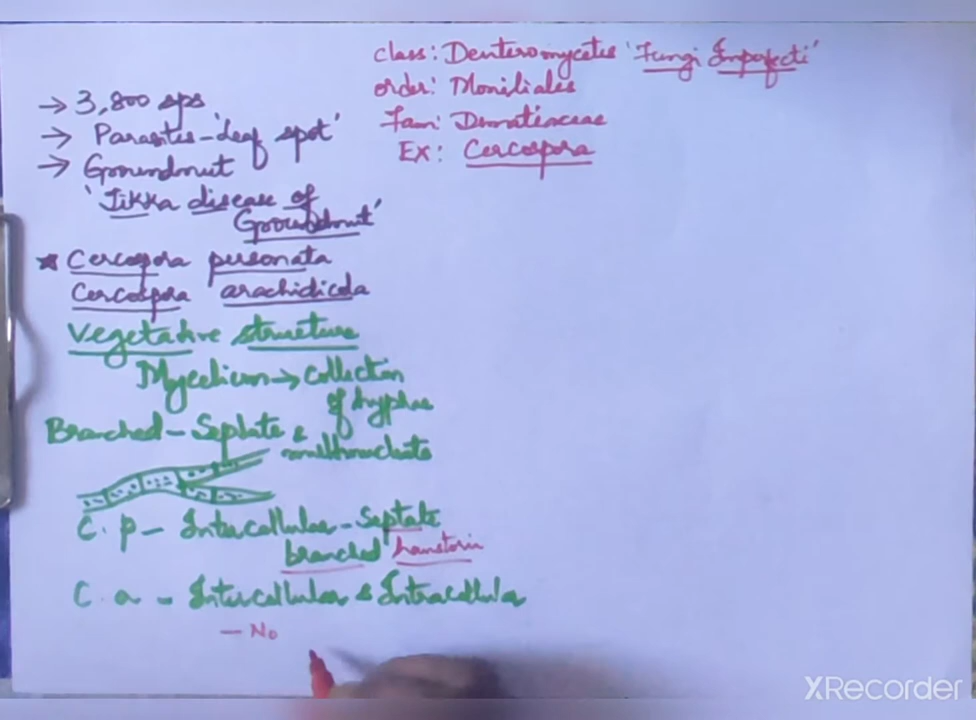 class: Deuteromycetes 'Fungi Imperfecti'
order: Moniliales
Fam: Dematiaceae
Ex: Cercospora
→ 3,800 sps
→ Parasites - 'Leaf spot'
→ Groundnut
'Tikka disease of
Groundnut'
* Cercospora personata
Cercospora arachidicola
Vegetative structure
Mycelium → collection
of hyphae
Branched - Septate &
multinucleate
C. p - Intercellular - Septate
branched haustoria
C. a - Intercellular & Intracellular
- No
XRecorder